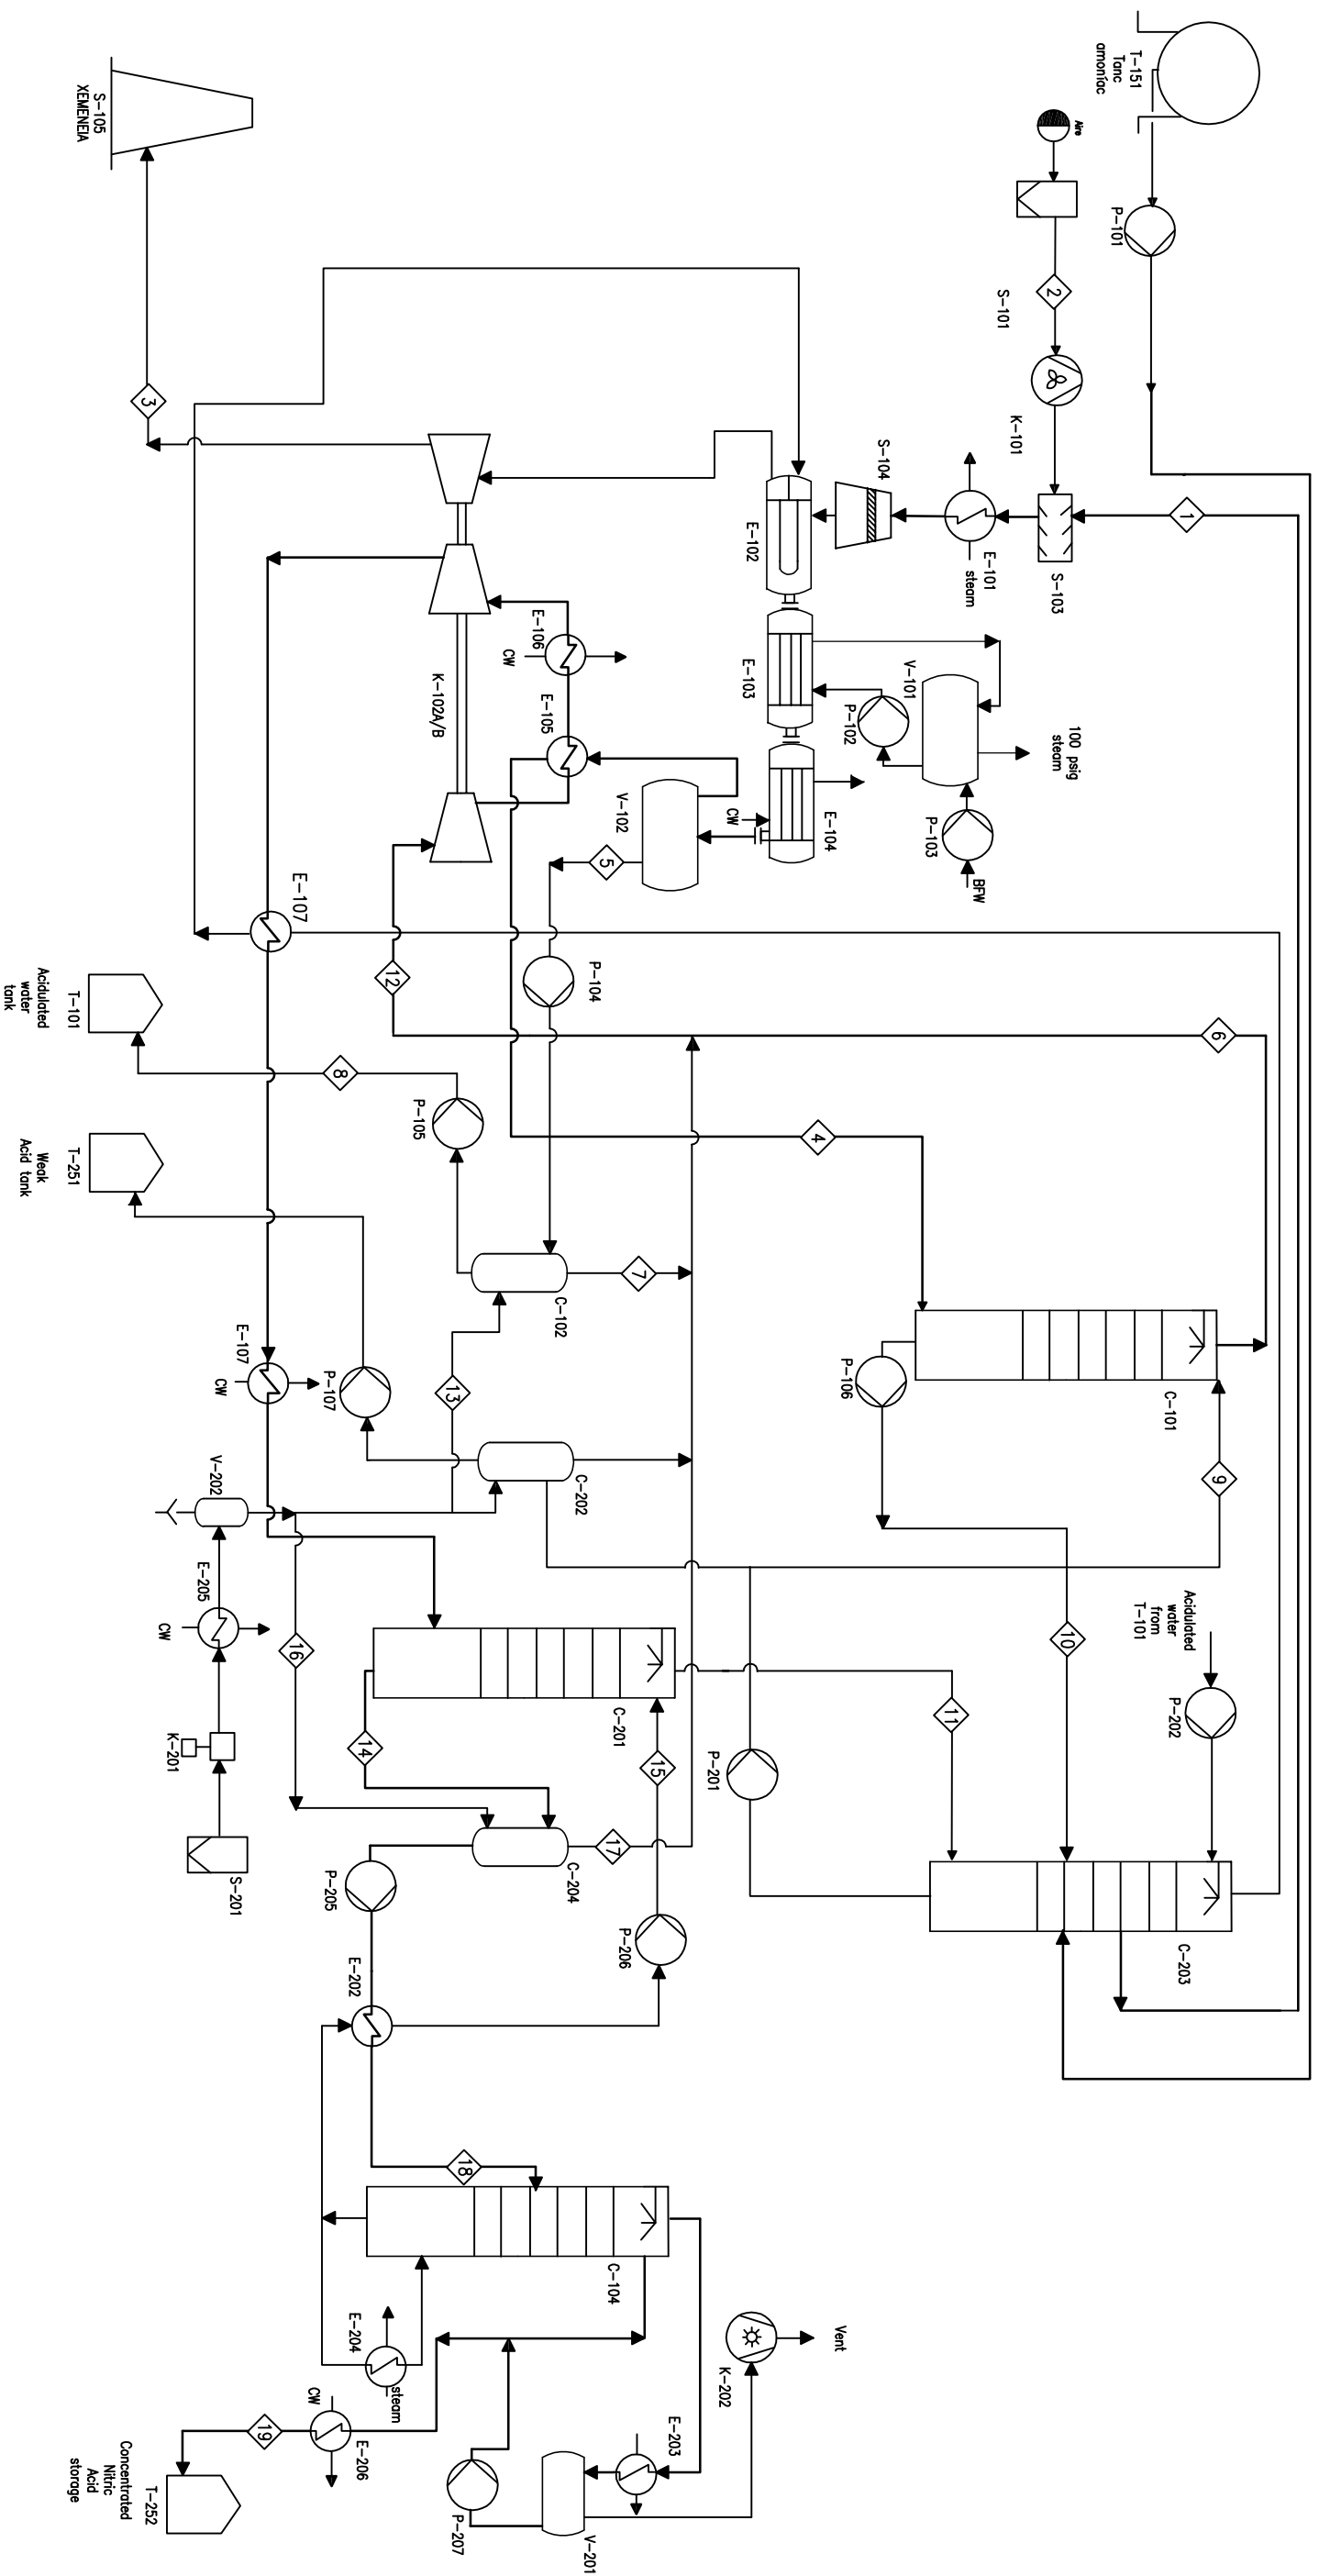 T-151
Tanc
amoníac
Aire
P-101
2
S-101
K-101
1
S-103
E-101
steam
S-104
E-102
E-103
V-101
P-102
100 psig
steam
P-103
BFW
E-104
CW
V-102
5
E-105
E-106
CW
K-102A/B
3
S-105
XEMENEIA
E-107
12
P-104
6
4
T-101
Acidulated
water
tank
8
P-105
7
C-102
T-251
Weak
Acid tank
E-107
CW
P-107
13
C-202
C-101
P-106
9
10
Acidulated
water
from
T-101
P-202
C-203
11
P-201
V-202
E-205
CW
K-201
S-201
16
14
C-201
15
17
C-204
P-205
P-206
E-202
18
C-104
E-204
steam
CW
E-206
19
T-252
Concentrated
Nitric
Acid
storage
Vent
K-202
E-203
V-201
P-207